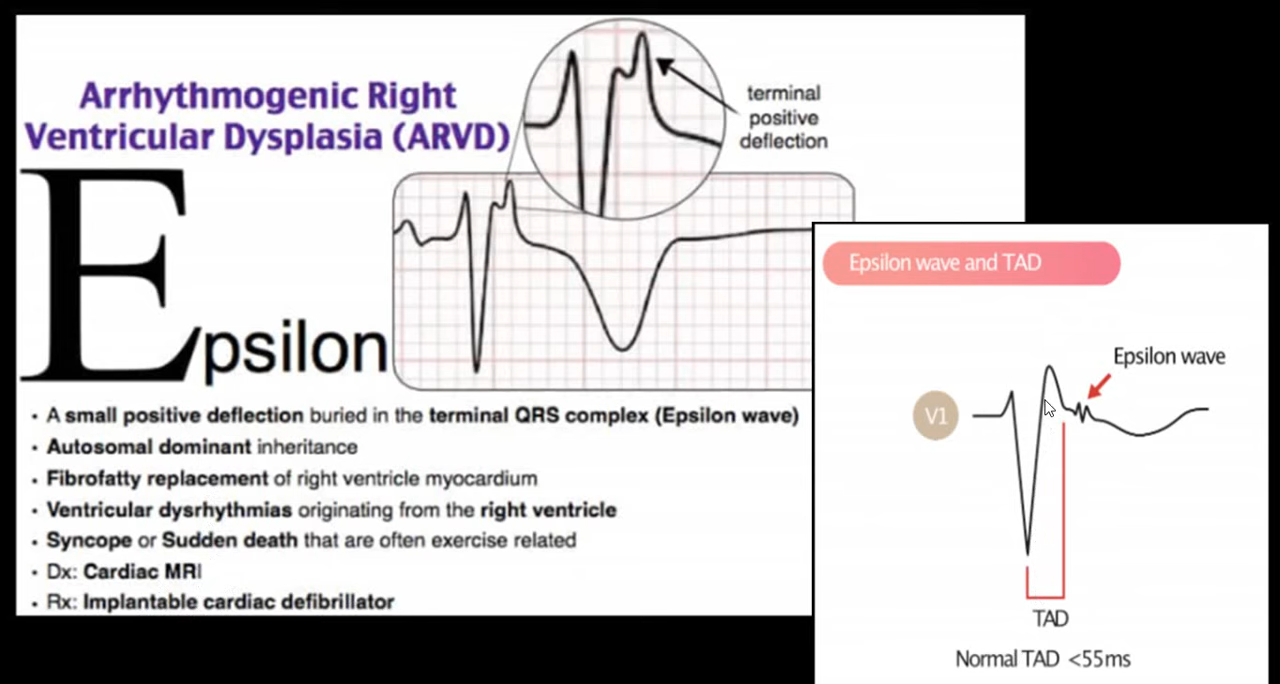 Arrhythmogenic Right
Ventricular Dysplasia (ARVD)
terminal
positive
deflection
Epsilon
• A small positive deflection buried in the terminal QRS complex (Epsilon wave)
• Autosomal dominant inheritance
• Fibrofatty replacement of right ventricle myocardium
• Ventricular dysrhythmias originating from the right ventricle
• Syncope or Sudden death that are often exercise related
• Dx: Cardiac MRI
• Rx: Implantable cardiac defibrillator
Epsilon wave and TAD
Epsilon wave
V1
TAD
Normal TAD <55ms